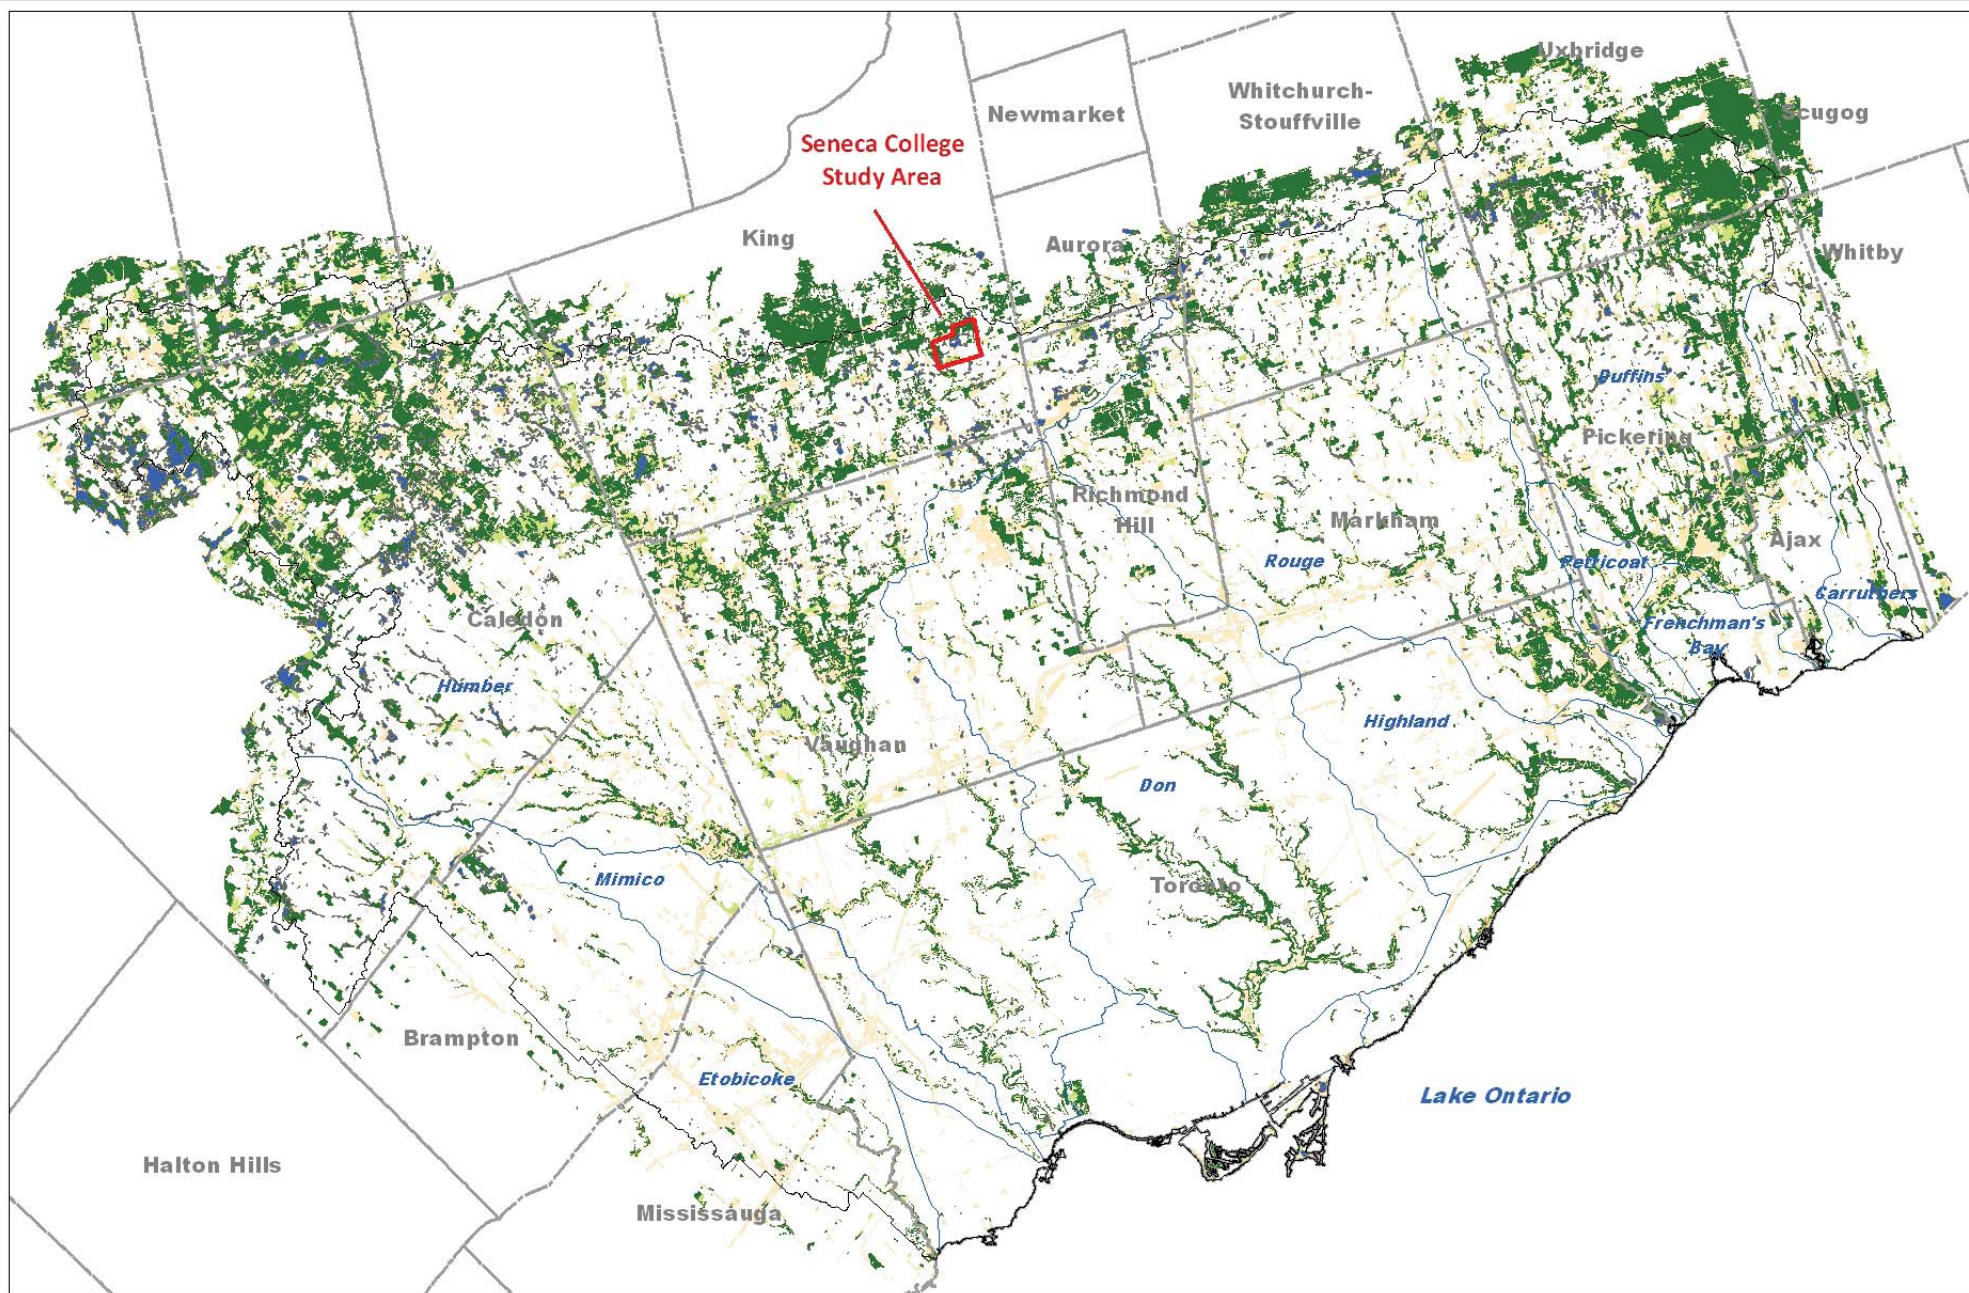 Uxbridge
Whitchurch-
Stouffville
Newmarket
Scugog
Seneca College
Study Area
King
Aurora
Whitby
Duffins
Pickering
Richmond
Hill
Markham
Ajax
Rouge
Petticoat
Carruthers
Caledon
Frenchman's
Bay
Humber
Highland
Vaughan
Don
Mimico
Toronto
Brampton
Etobicoke
Lake Ontario
Halton Hills
Mississauga